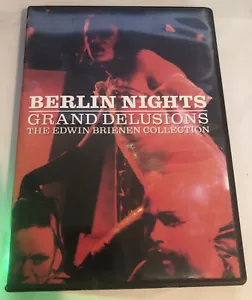 BERLIN NIGHTS
GRAND DELUSIONS
THE EDWIN BRIENEN COLLECTION